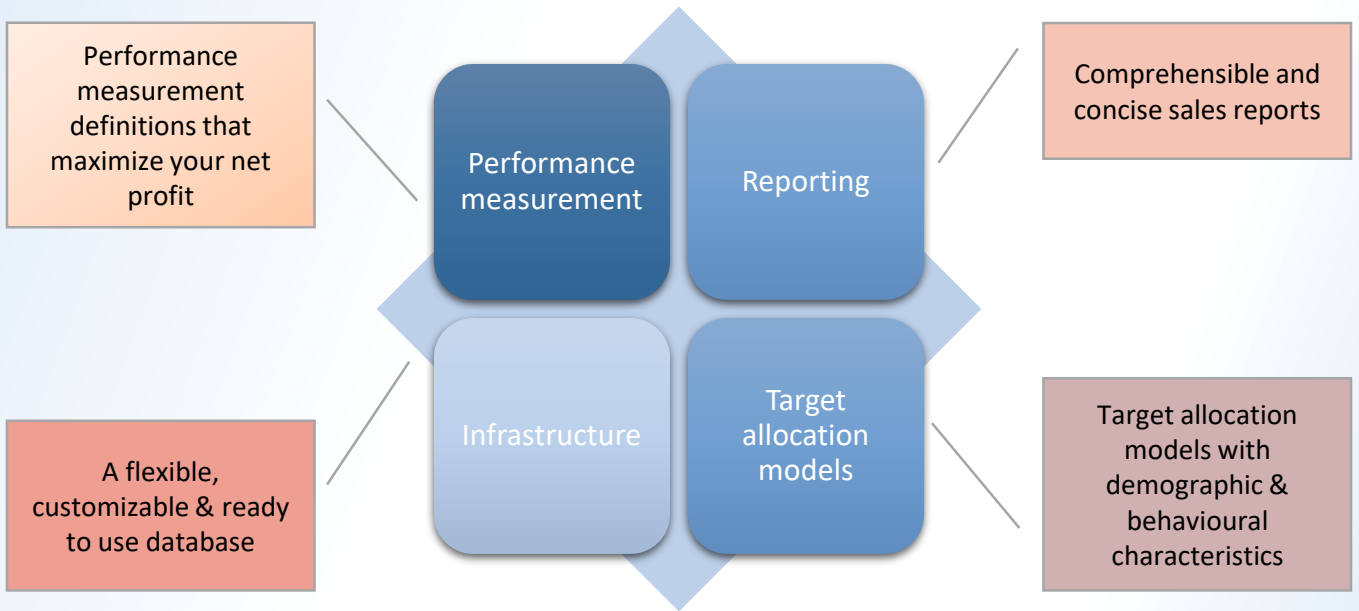 Performance
measurement
definitions that
maximize your net
profit
Performance
measurement
Reporting
Comprehensible and
concise sales reports
A flexible,
customizable & ready
to use database
Infrastructure
Target
allocation
models
Target allocation
models with
demographic &
behavioural
characteristics